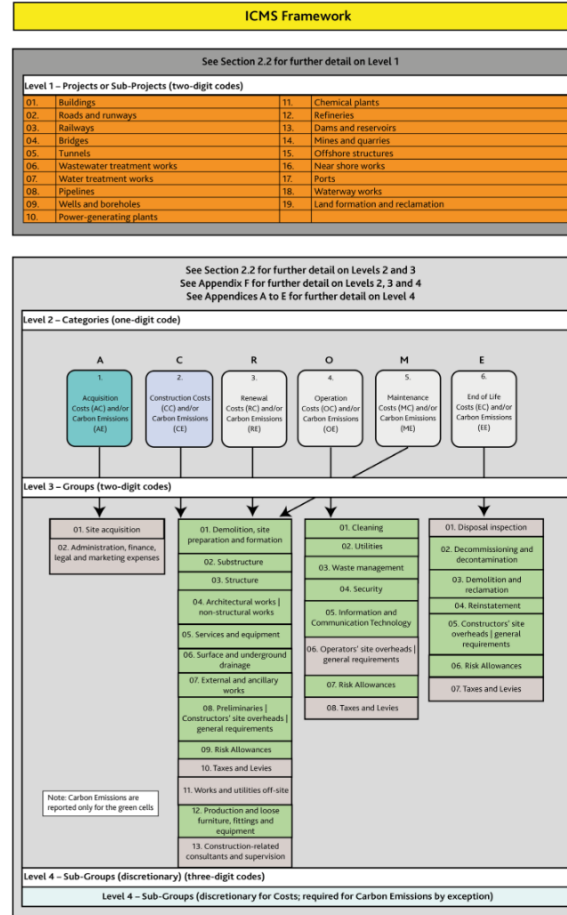 ICMS Framework
See Section 2.2 for further detail on Level 1
Level 1 – Projects or Sub-Projects (two-digit codes)
01. Buildings 11. Chemical plants
02. Roads and runways 12. Refineries
03. Railways 13. Dams and reservoirs
04. Bridges 14. Mines and quarries
05. Tunnels 15. Offshore structures
06. Wastewater treatment works 16. Near shore works
07. Water treatment works 17. Ports
08. Pipelines 18. Waterway works
09. Wells and boreholes 19. Land formation and reclamation
10. Power-generating plants
See Section 2.2 for further detail on Levels 2 and 3
See Appendix F for further detail on Levels 2, 3 and 4
See Appendices A to E for further detail on Level 4
Level 2 – Categories (one-digit code)
A C R O M E
1.
Acquisition
Costs (AC) and/or
Carbon Emissions
(AE)
2.
Construction Costs
(CC) and/or
Carbon Emissions
(CE)
3.
Renewal
Costs (RC) and/or
Carbon Emissions
(RE)
4.
Operation
Costs (OC) and/or
Carbon Emissions
(OE)
5.
Maintenance
Costs (MC) and/or
Carbon Emissions
(ME)
6.
End of Life
Costs (EC) and/or
Carbon Emissions
(EE)
Level 3 – Groups (two-digit codes)
01. Site acquisition
02. Administration, finance,
legal and marketing expenses
01. Demolition, site
preparation and formation
02. Substructure
03. Structure
04. Architectural works |
non-structural works
05. Services and equipment
06. Surface and underground
drainage
07. External and ancillary
works
08. Preliminaries |
Constructors' site overheads |
general requirements
09. Risk Allowances
10. Taxes and Levies
11. Works and utilities off-site
12. Production and loose
furniture, fittings and
equipment
13. Construction-related
consultants and supervision
01. Cleaning
02. Utilities
03. Waste management
04. Security
05. Information and
Communication Technology
06. Operators' site overheads |
general requirements
07. Risk Allowances
08. Taxes and Levies
01. Disposal inspection
02. Decommissioning and
decontamination
03. Demolition and
reclamation
04. Reinstatement
05. Constructors' site
overheads | general
requirements
06. Risk Allowances
07. Taxes and Levies
Note: Carbon Emissions are
reported only for the green cells
Level 4 – Sub-Groups (discretionary) (three-digit codes)
Level 4 – Sub-Groups (discretionary for Costs; required for Carbon Emissions by exception)